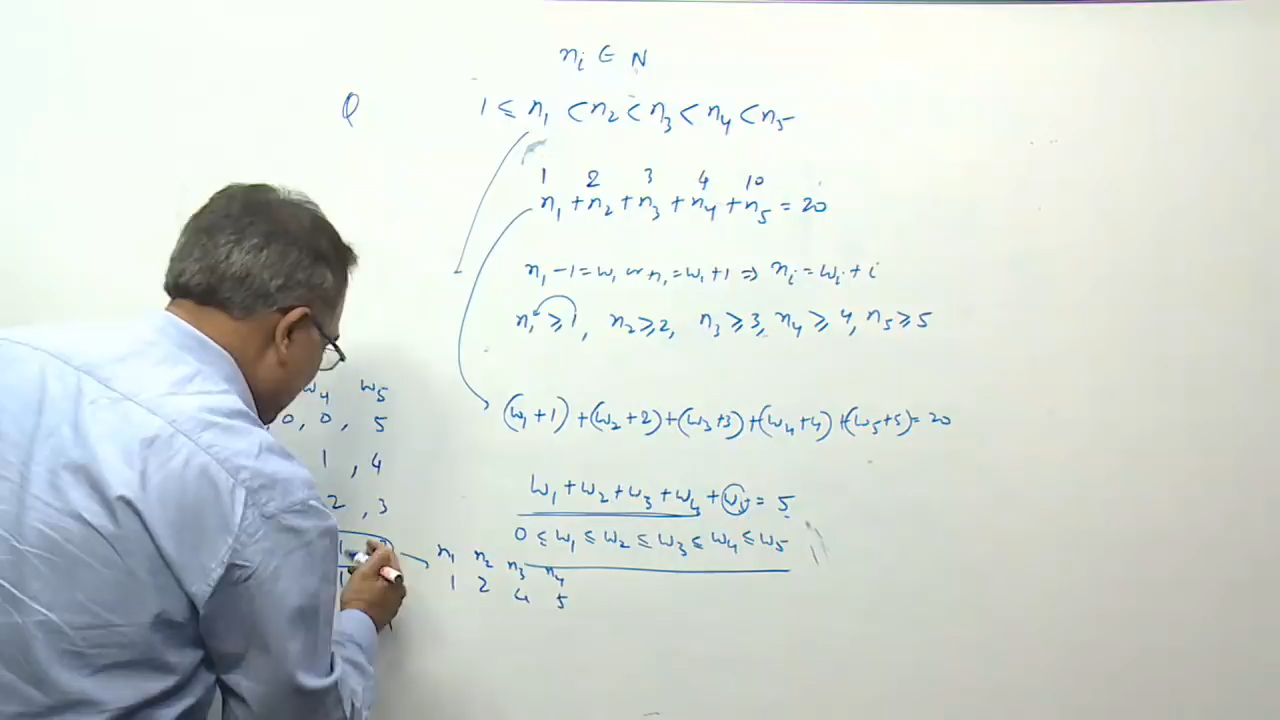 nᵢ ∈ N
Q 1 ≤ n₁ < n₂ < n₃ < n₄ < n₅
1 2 3 4 10
n₁ + n₂ + n₃ + n₄ + n₅ = 20
n₁ - 1 = w₁ or n₁ = w₁ + 1 ⇒ nᵢ = wᵢ + i
n₁ ≥ 1, n₂ ≥ 2, n₃ ≥ 3, n₄ ≥ 4, n₅ ≥ 5
(w₁ + 1) + (w₂ + 2) + (w₃ + 3) + (w₄ + 4) + (w₅ + 5) = 20
w₁ + w₂ + w₃ + w₄ + w₅ = 5
0 ≤ w₁ ≤ w₂ ≤ w₃ ≤ w₄ ≤ w₅
w₄ w₅
0, 0, 5
1, 4
2, 3
1
1
n₁ n₂ n₃ n₄
1 2 4 5